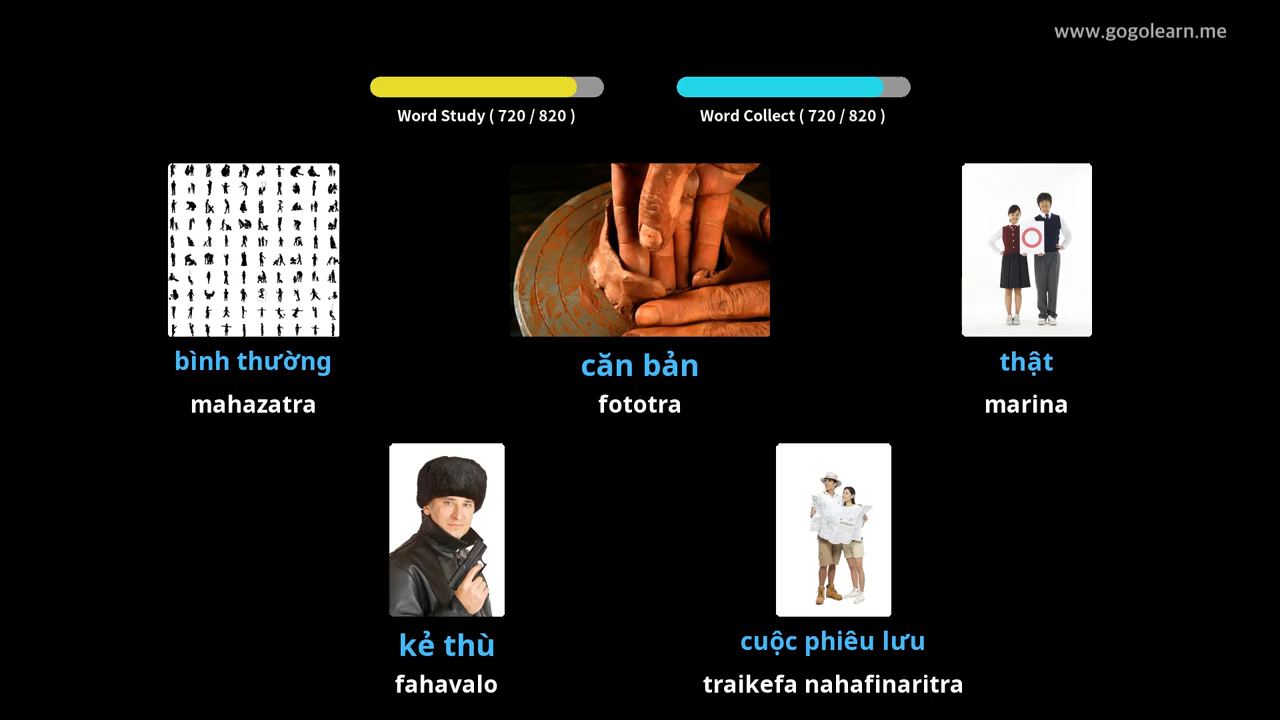 www.gogolearn.me
Word Study ( 720 / 820 )
Word Collect ( 720 / 820 )
bình thường
mahazatra
căn bản
fototra
thật
marina
kẻ thù
fahavalo
cuộc phiêu lưu
traikefa nahafinaritra